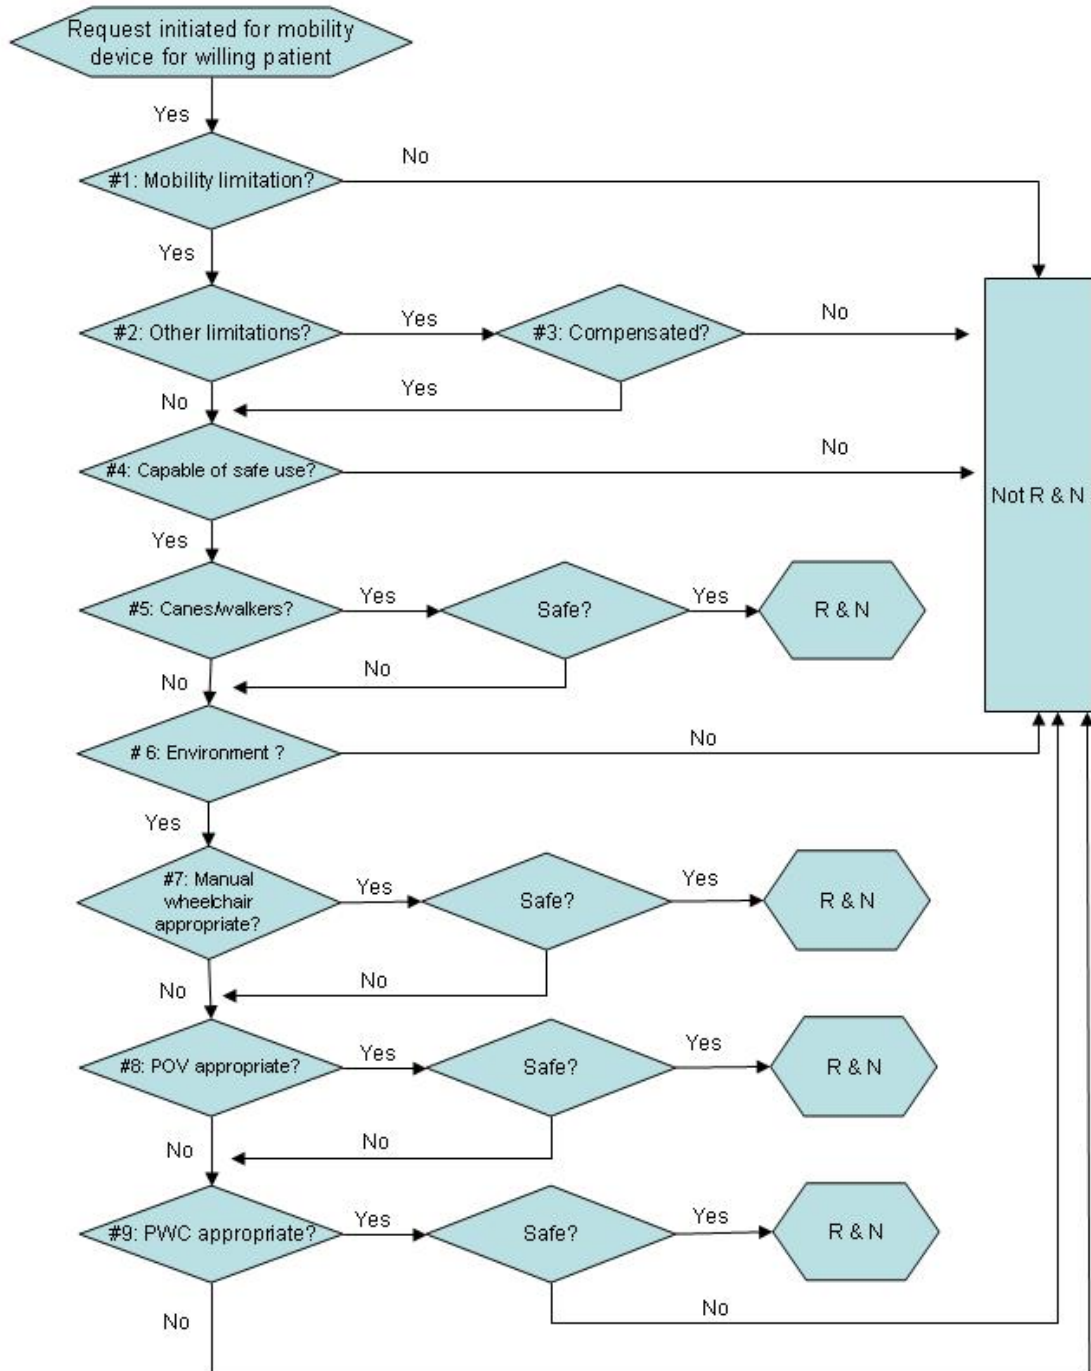 Request initiated for mobility
device for willing patient
Yes
No
#1: Mobility limitation?
Yes
#2: Other limitations?
Yes
#3: Compensated?
No
No
Yes
#4: Capable of safe use?
No
Not R & N
Yes
#5: Canes/walkers?
Yes
Safe?
Yes
R & N
No
No
# 6: Environment ?
No
Yes
#7: Manual
wheelchair
appropriate?
Yes
Safe?
Yes
R & N
No
No
#8: POV appropriate?
Yes
Safe?
Yes
R & N
No
No
#9: PWC appropriate?
Yes
Safe?
Yes
R & N
No
No